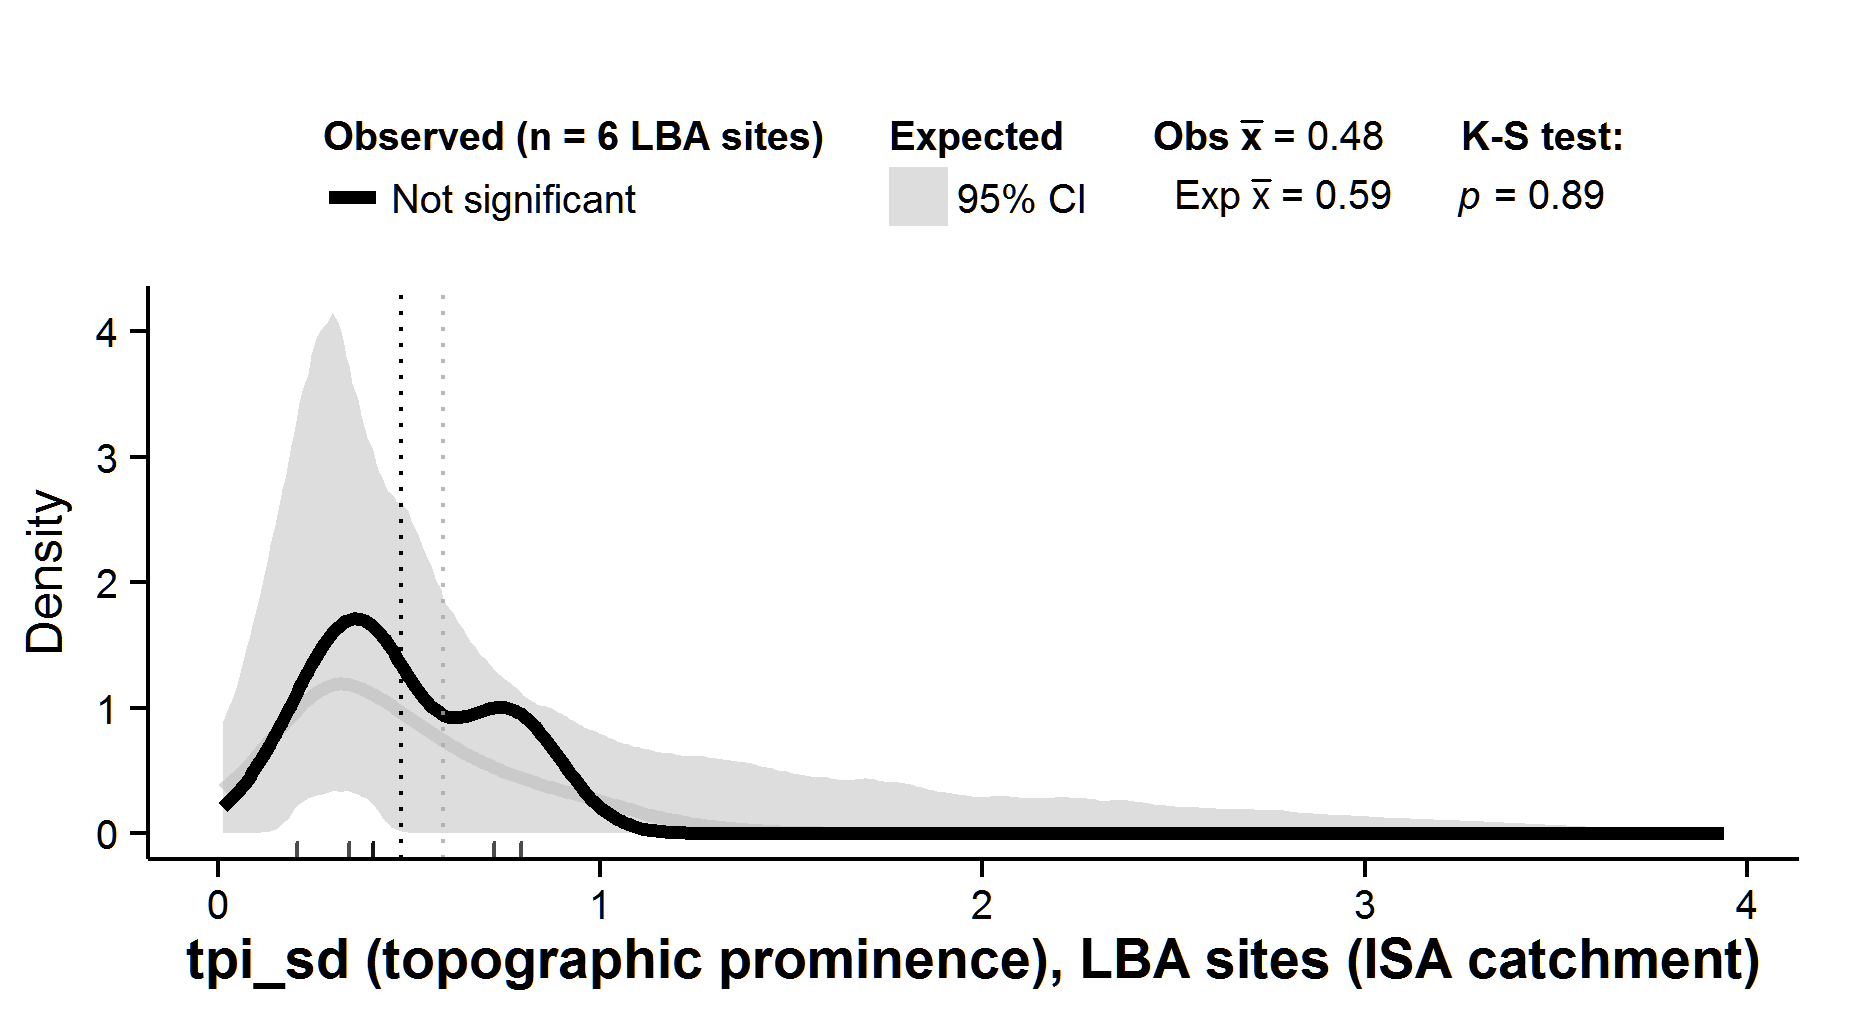 Observed (n = 6 LBA sites) Expected Obs x̅ = 0.48 K-S test:
Not significant 95% CI Exp x̅ = 0.59 p = 0.89
4
3
2
1
0
Density
0 1 2 3 4
tpi_sd (topographic prominence), LBA sites (ISA catchment)